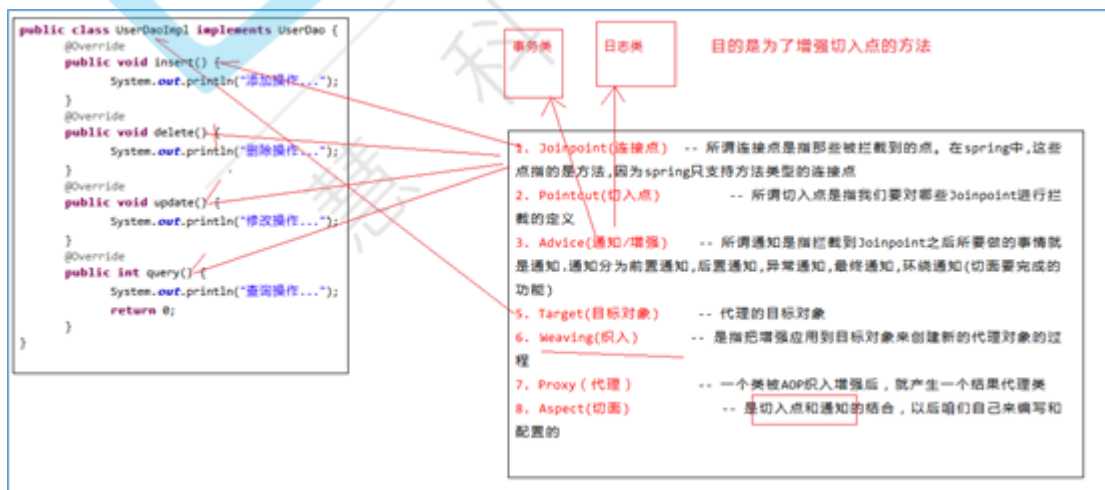 public class UserDaoImpl implements UserDao {
@Override
public void insert() {
System.out.println("添加操作...");
}
@Override
public void delete() {
System.out.println("删除操作...");
}
@Override
public void update() {
System.out.println("修改操作...");
}
@Override
public int query() {
System.out.println("查询操作...");
return 0;
}
}
事务类
日志类
目的是为了增强切入点的方法
1. Joinpoint(连接点) -- 所谓连接点是指那些被拦截到的点。在spring中,这些
点指的是方法,因为spring只支持方法类型的连接点
2. Pointcut(切入点) -- 所谓切入点是指我们要对哪些Joinpoint进行拦
截的定义
3. Advice(通知/增强) -- 所谓通知是指拦截到Joinpoint之后所要做的事情就
是通知.通知分为前置通知,后置通知,异常通知,最终通知,环绕通知(切面要完成的
功能)
5. Target(目标对象) -- 代理的目标对象
6. Weaving(织入) -- 是指把增强应用到目标对象来创建新的代理对象的过
程
7. Proxy（代理） -- 一个类被AOP织入增强后，就产生一个结果代理类
8. Aspect(切面) -- 是切入点和通知的结合，以后咱们自己来编写和
配置的
慧
科